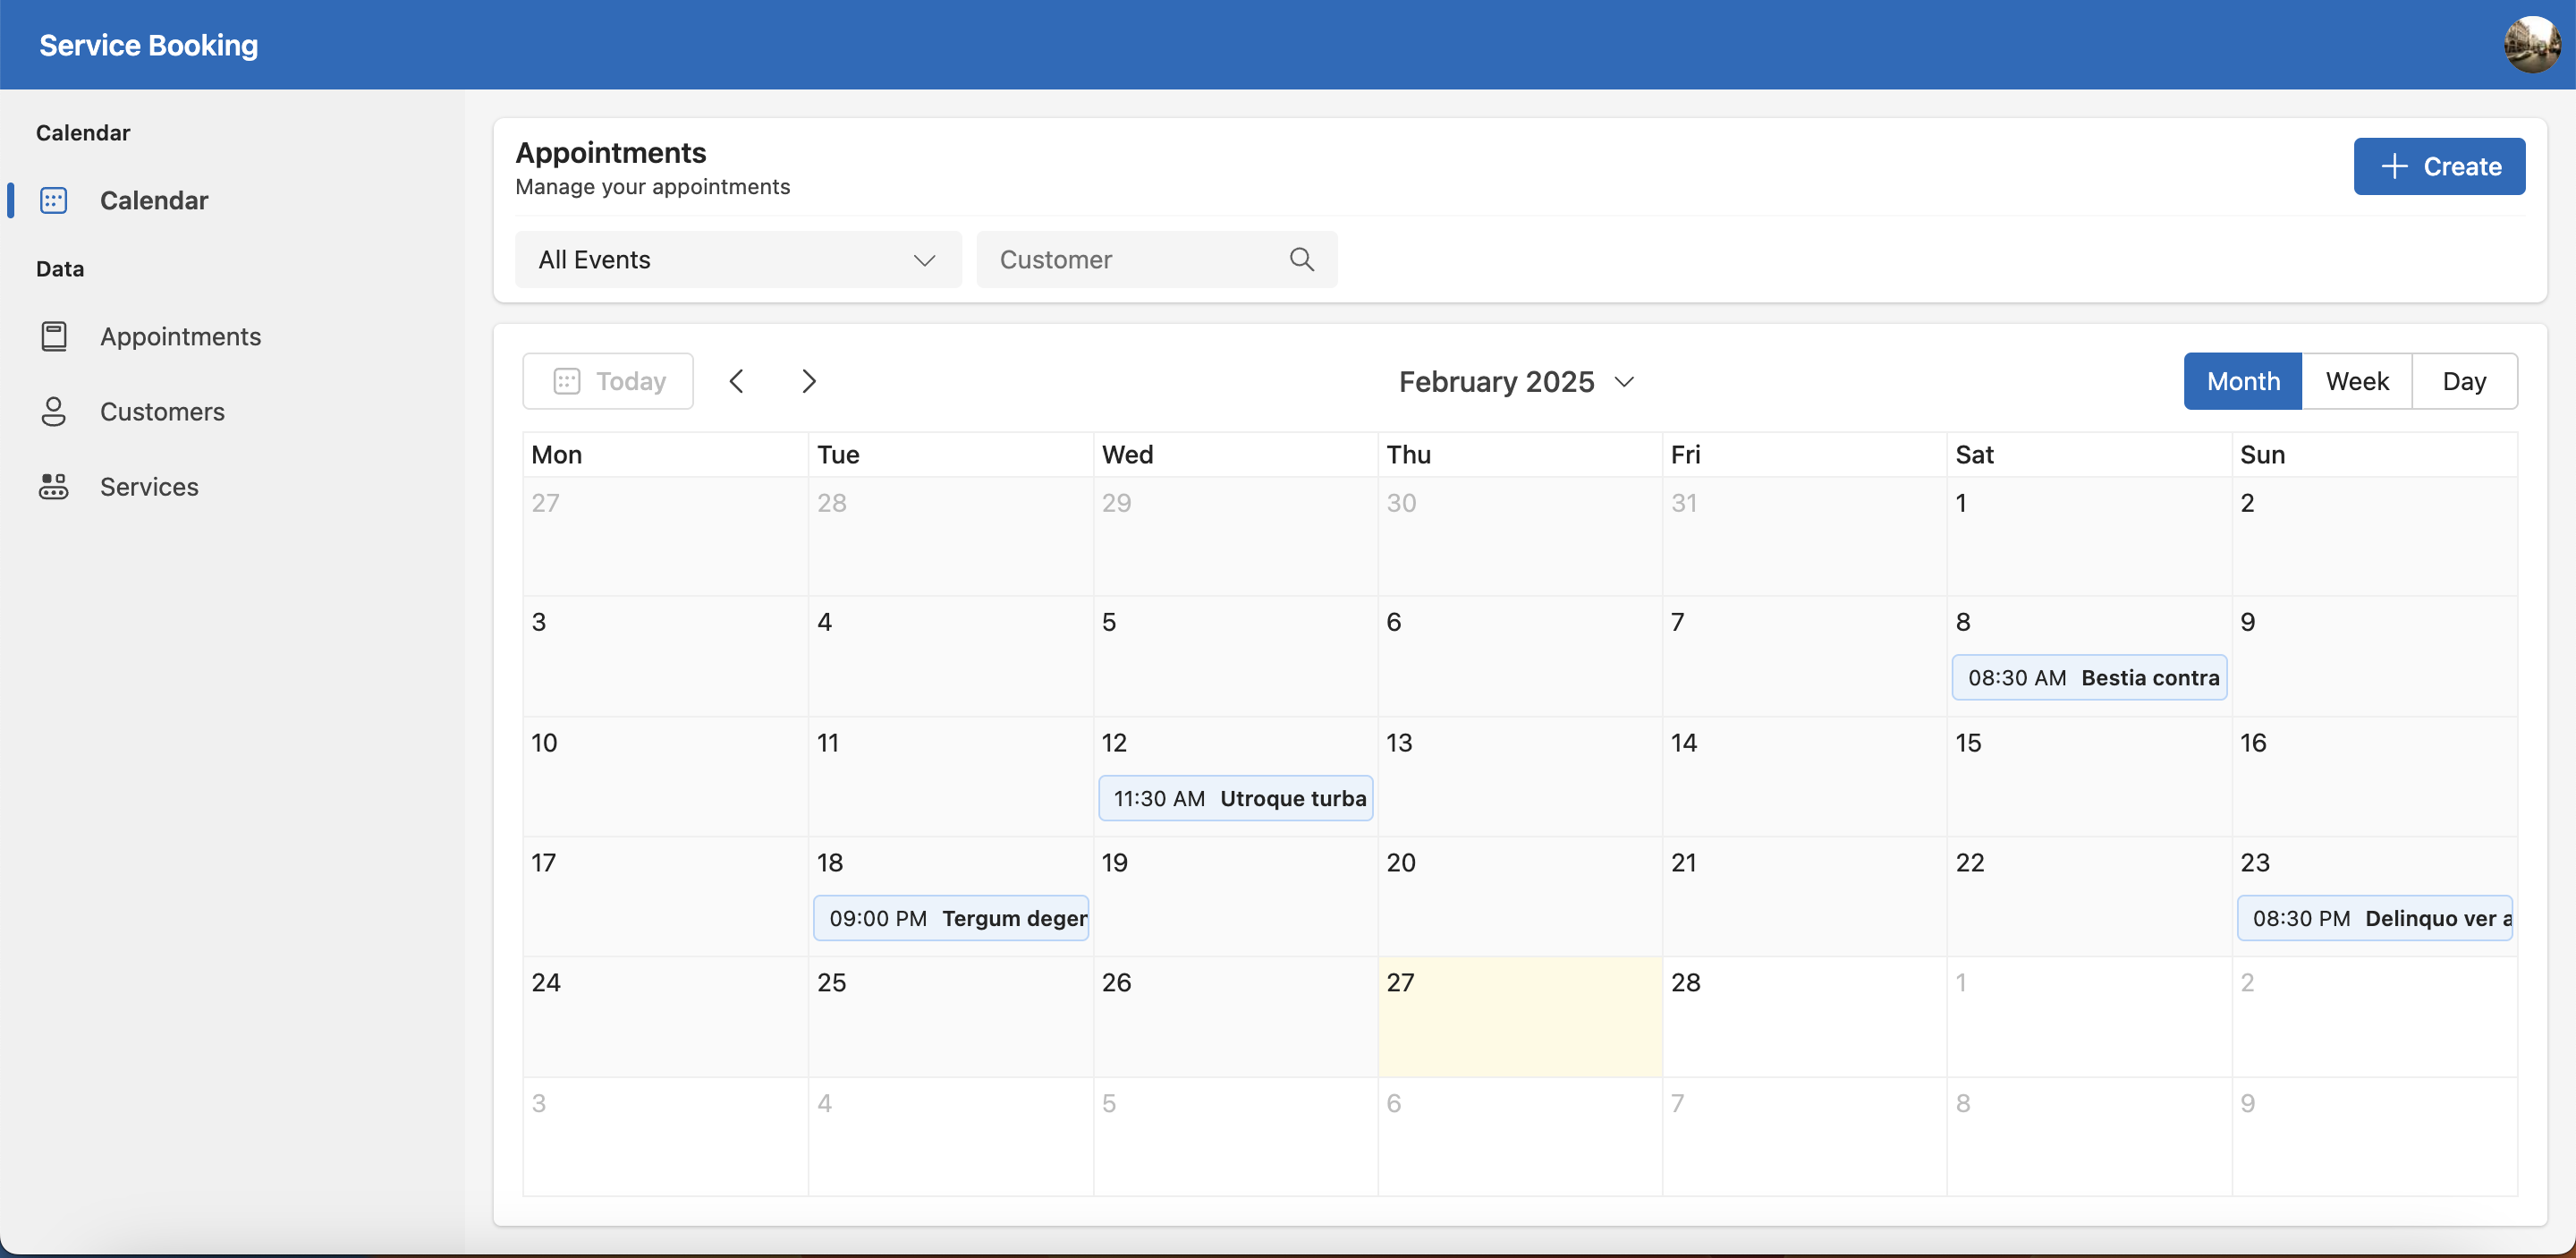 Service Booking
Calendar
Calendar
Data
Appointments
Customers
Services
Appointments
Manage your appointments
Create
All Events
Customer
Today
February 2025
Month Week Day
Mon Tue Wed Thu Fri Sat Sun
27 28 29 30 31 1 2
3 4 5 6 7 8 9
08:30 AM Bestia contra
10 11 12 13 14 15 16
11:30 AM Utroque turba
17 18 19 20 21 22 23
09:00 PM Tergum deger
08:30 PM Delinquo ver a
24 25 26 27 28 1 2
3 4 5 6 7 8 9